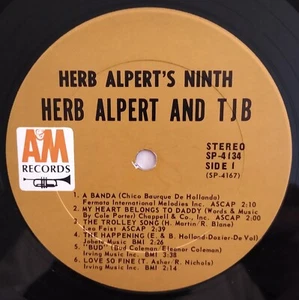 HERB ALPERT'S NINTH
HERB ALPERT AND TJB
A&M
RECORDS
STEREO
SP-4134
SIDE 1
(SP-4167)
1. A BANDA (Chico Bourque De Hollando)
Fermata International Melodies Inc. ASCAP 2:10
2. MY HEART BELONGS TO DADDY (Words & Music
By Cole Porter) Chappell & Co., Inc. ASCAP 2:00
3. THE TROLLEY SONG (H. Martin/R. Blane)
Leo Feist ASCAP 2:39
4. THE HAPPENING (E. & B. Holland-Dozier-De Val)
Jobete Music BMI 2:26
5. "BUD" (Bud Coleman, Eleanor Coleman)
Irving Music Inc. BMI 3:38
6. LOVE SO FINE (T. Asher/R. Nichols)
Irving Music Inc. BMI 2:14